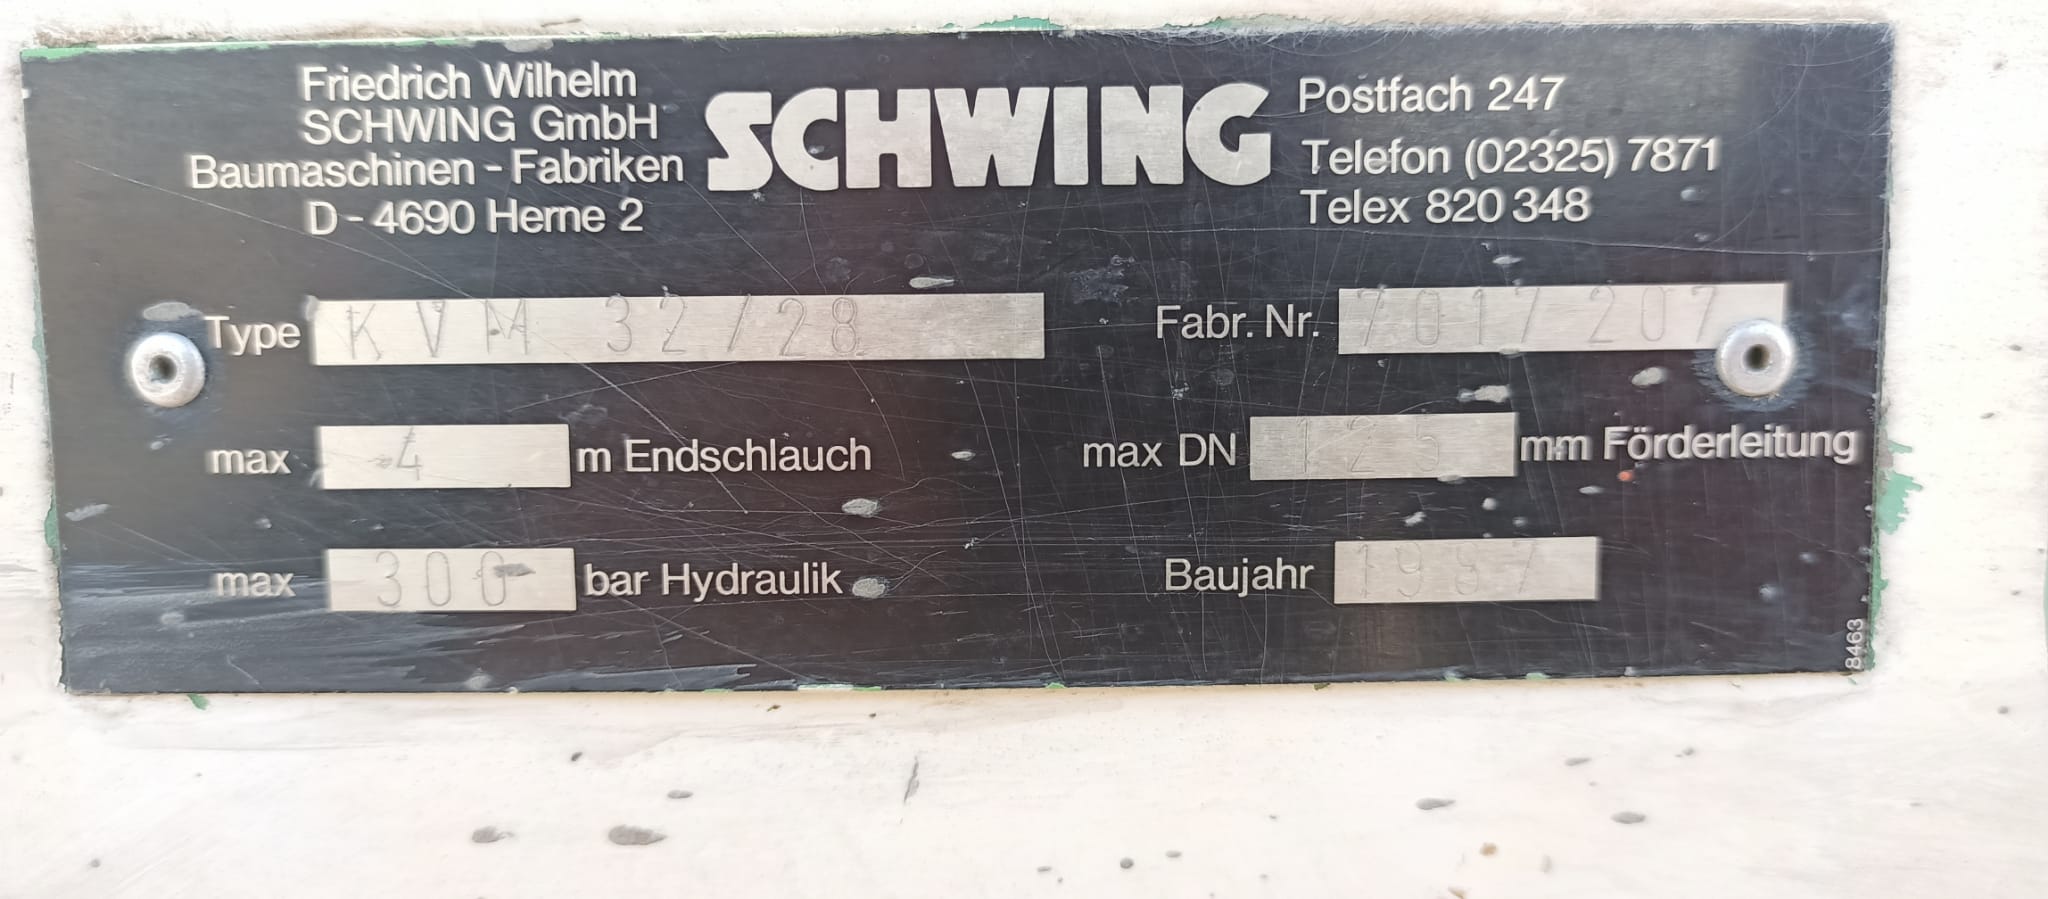 Friedrich Wilhelm
SCHWING GmbH
Baumaschinen - Fabriken
D - 4690 Herne 2
SCHWING
Postfach 247
Telefon (02325) 7871
Telex 820 348
Type KVM 32/28
Fabr. Nr. 7017207
max 4 m Endschlauch
max DN 125 mm Förderleitung
max 300 bar Hydraulik
Baujahr 1987
8463